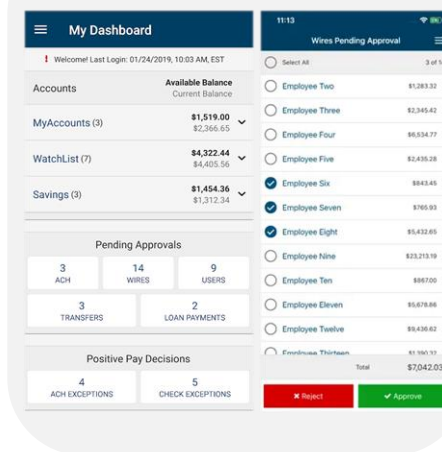 My Dashboard
! Welcome! Last Login: 01/24/2019, 10:03 AM, EST
Accounts
Available Balance
Current Balance
MyAccounts (3)
$1,519.00
$2,366.65
WatchList (7)
$4,322.44
$4,405.56
Savings (3)
$1,454.36
$1,312.34
Pending Approvals
3
ACH
14
WIRES
9
USERS
3
TRANSFERS
2
LOAN PAYMENTS
Positive Pay Decisions
4
ACH EXCEPTIONS
5
CHECK EXCEPTIONS
11:13
Wires Pending Approval
Select All
3 of 1
Employee Two
$1,283.32
Employee Three
$2,345.42
Employee Four
$6,534.77
Employee Five
$2,435.28
Employee Six
$843.45
Employee Seven
$765.93
Employee Eight
$5,432.65
Employee Nine
$23,213.19
Employee Ten
$867.00
Employee Eleven
$5,678.86
Employee Twelve
$9,436.62
Employee Thirteen
Total
$7,042.03
Reject
Approve